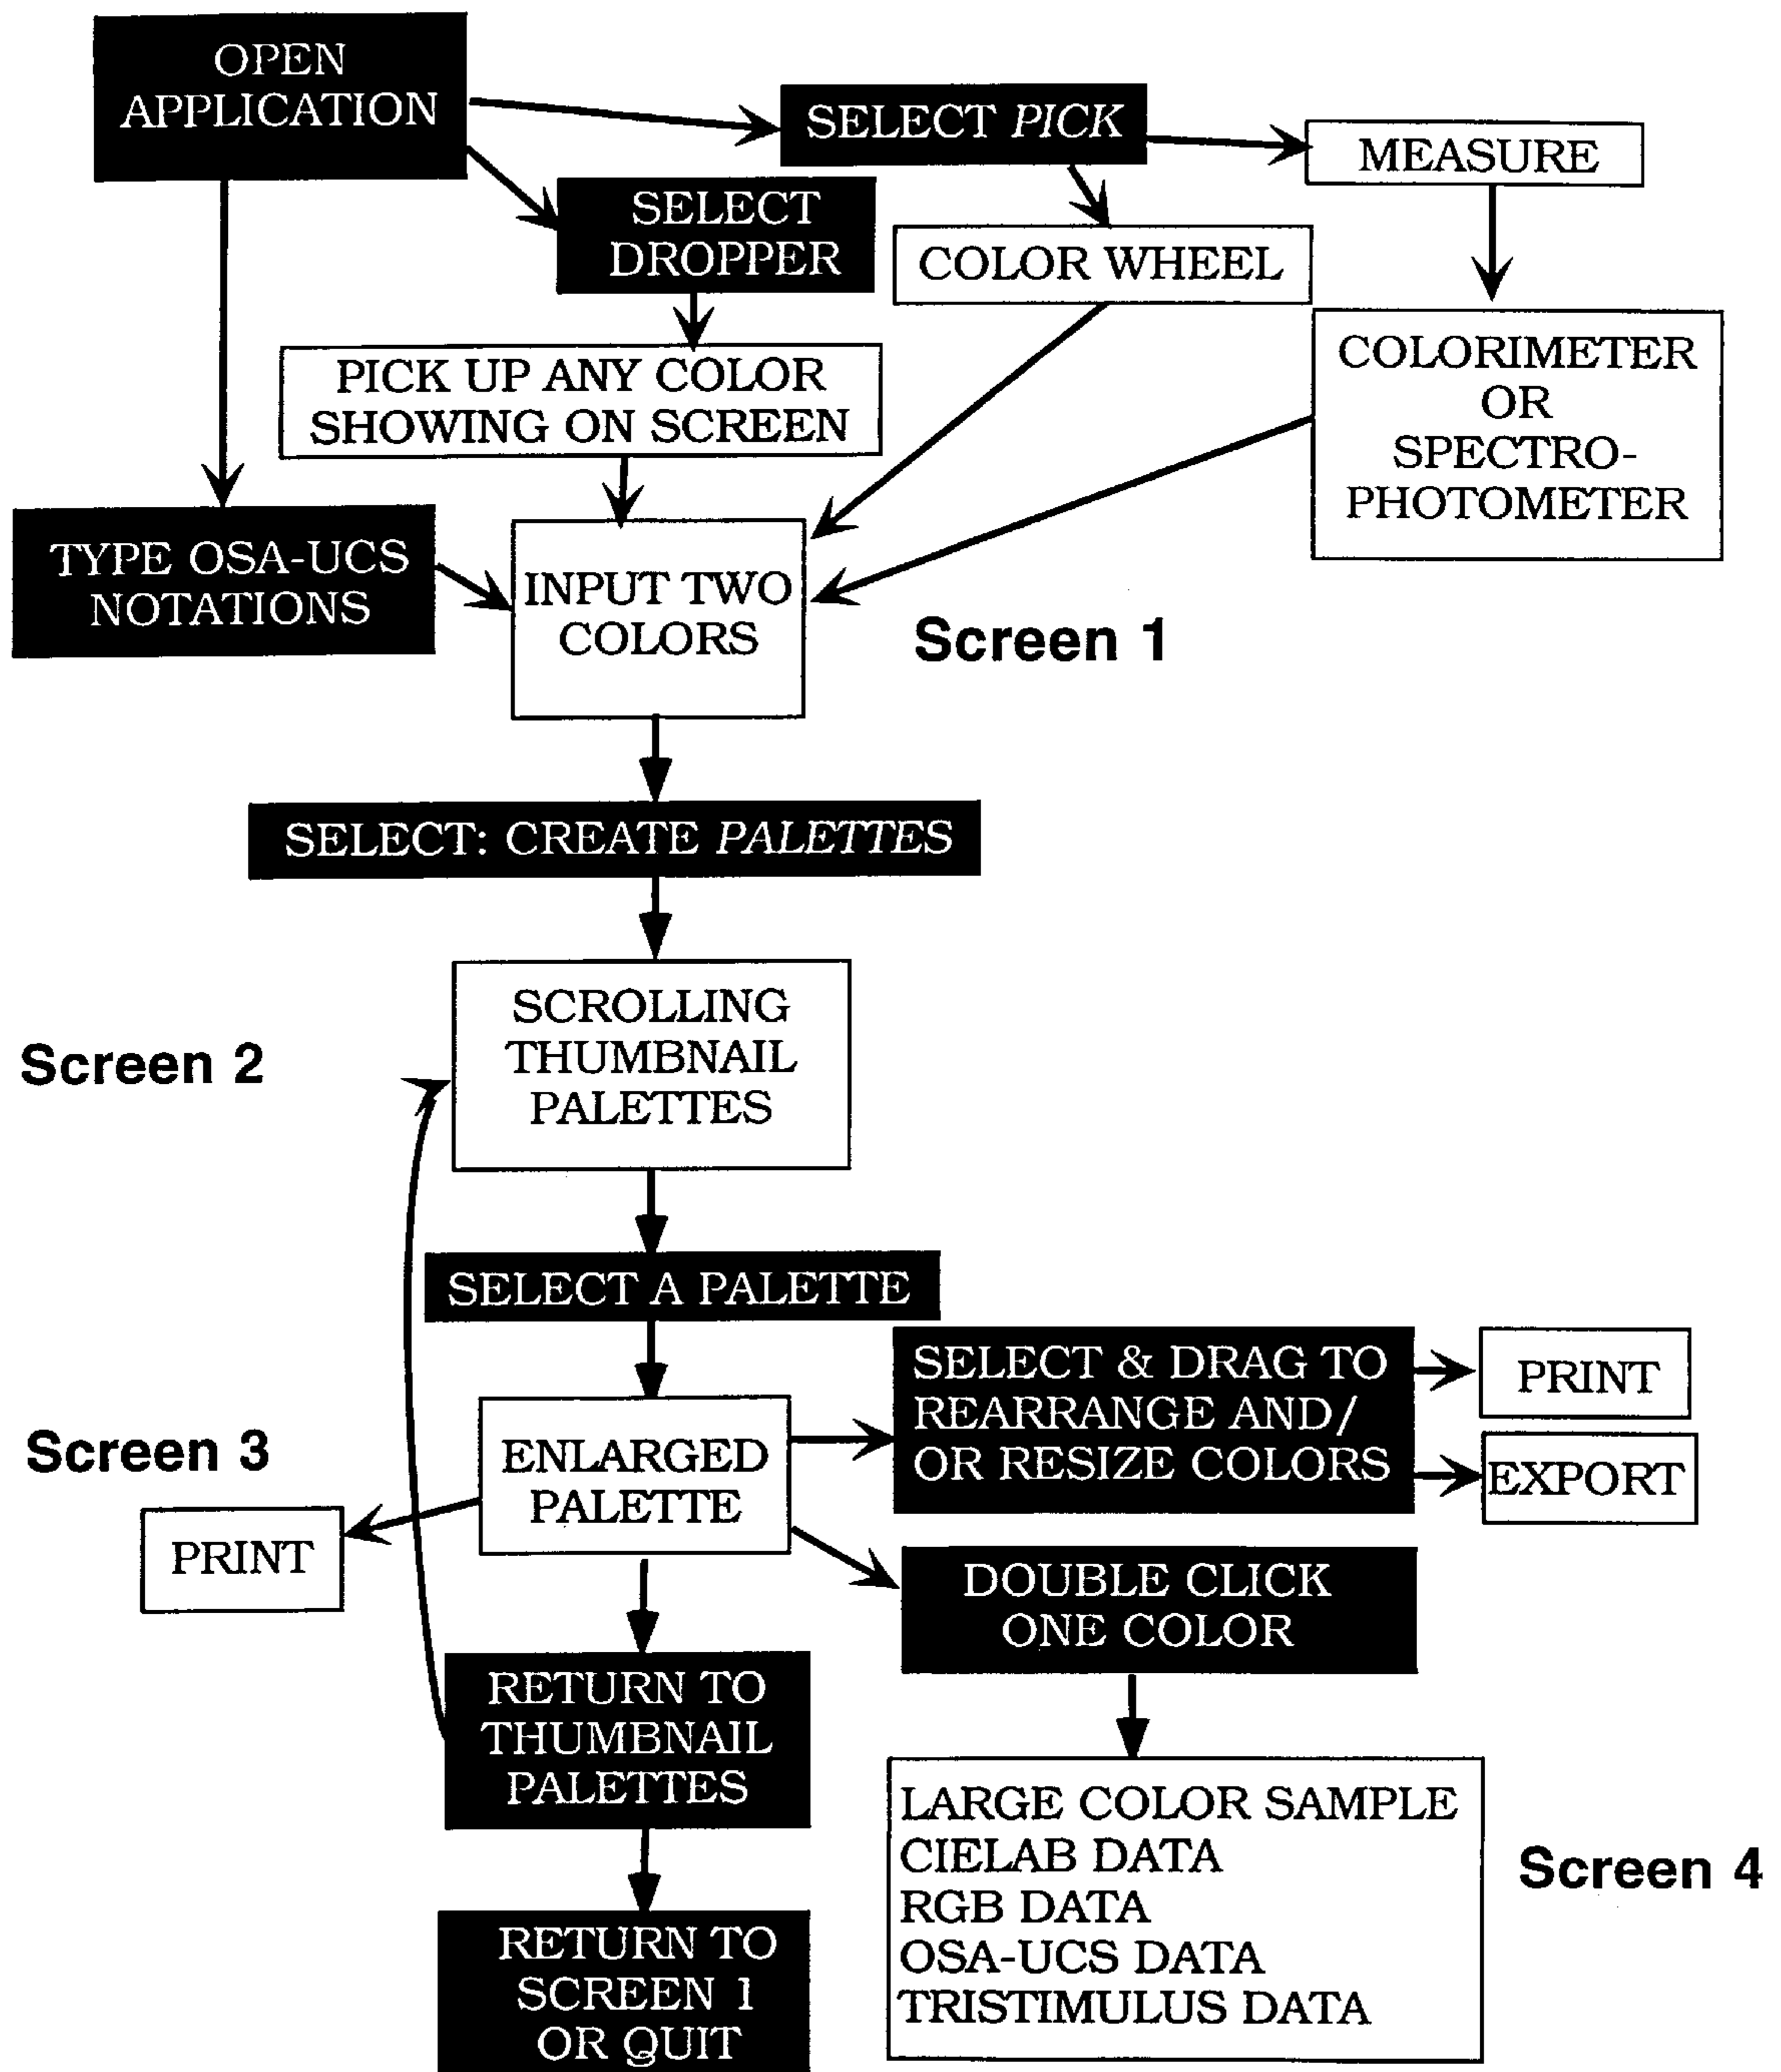 OPEN
APPLICATION
SELECT PICK
MEASURE
SELECT
DROPPER
COLOR WHEEL
PICK UP ANY COLOR
SHOWING ON SCREEN
COLORIMETER
OR
SPECTRO-
PHOTOMETER
TYPE OSA-UCS
NOTATIONS
INPUT TWO
COLORS
Screen 1
SELECT: CREATE PALETTES
SCROLLING
THUMBNAIL
PALETTES
Screen 2
SELECT A PALETTE
SELECT & DRAG TO
REARRANGE AND/
OR RESIZE COLORS
PRINT
EXPORT
Screen 3
ENLARGED
PALETTE
PRINT
DOUBLE CLICK
ONE COLOR
RETURN TO
THUMBNAIL
PALETTES
LARGE COLOR SAMPLE
CIELAB DATA
RGB DATA
OSA-UCS DATA
TRISTIMULUS DATA
Screen 4
RETURN TO
SCREEN 1
OR QUIT